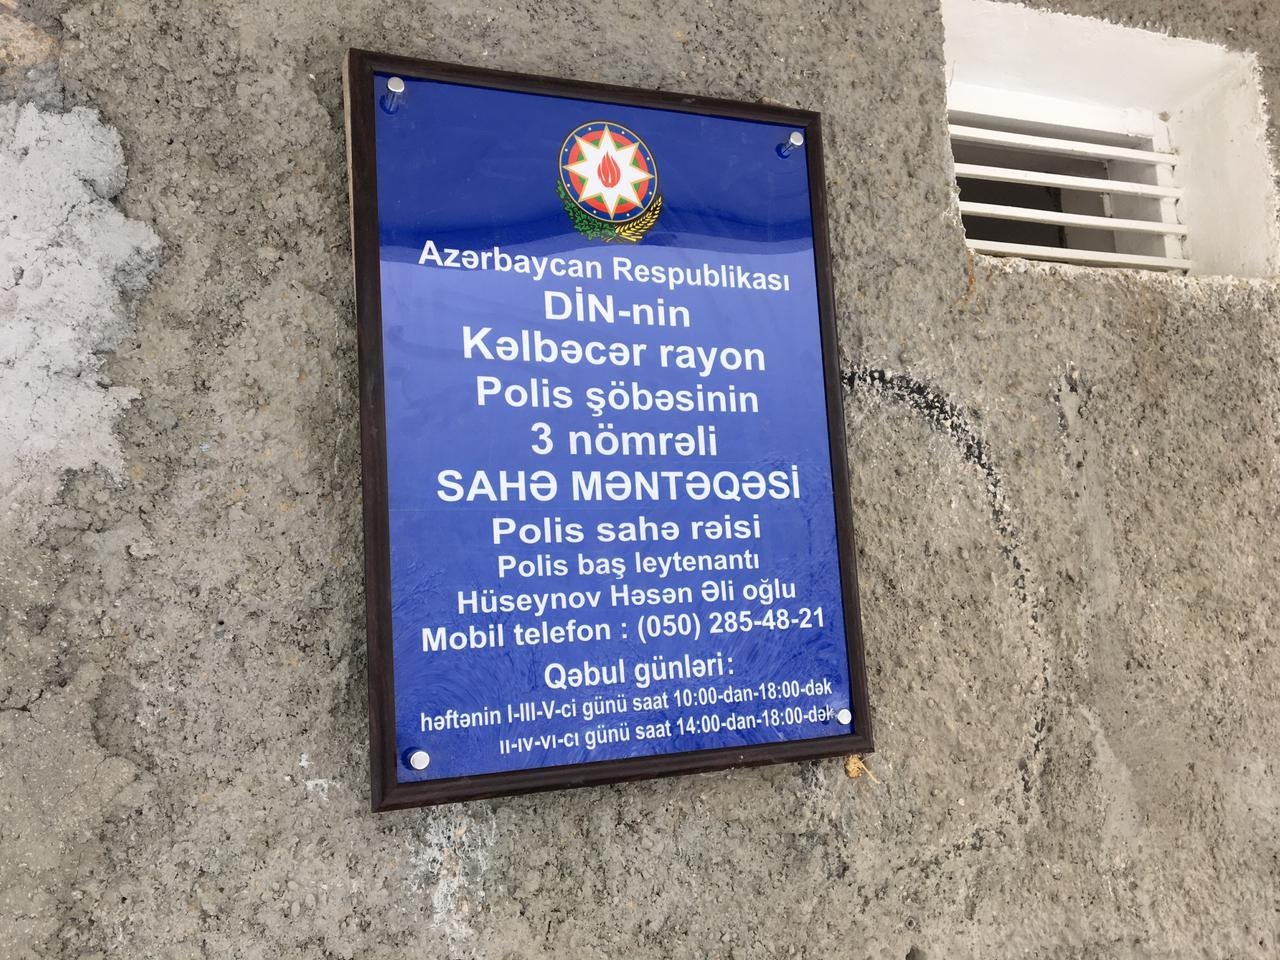 Azərbaycan Respublikası
DİN-nin
Kəlbəcər rayon
Polis şöbəsinin
3 nömrəli
SAHƏ MƏNTƏQƏSİ
Polis sahə rəisi
Polis baş leytenantı
Hüseynov Həsən Əli oğlu
Mobil telefon : (050) 285-48-21
Qəbul günləri:
həftənin I-III-V-ci günü saat 10:00-dan-18:00-dək
II-IV-VI-CI günü saat 14:00-dan-18:00-dək